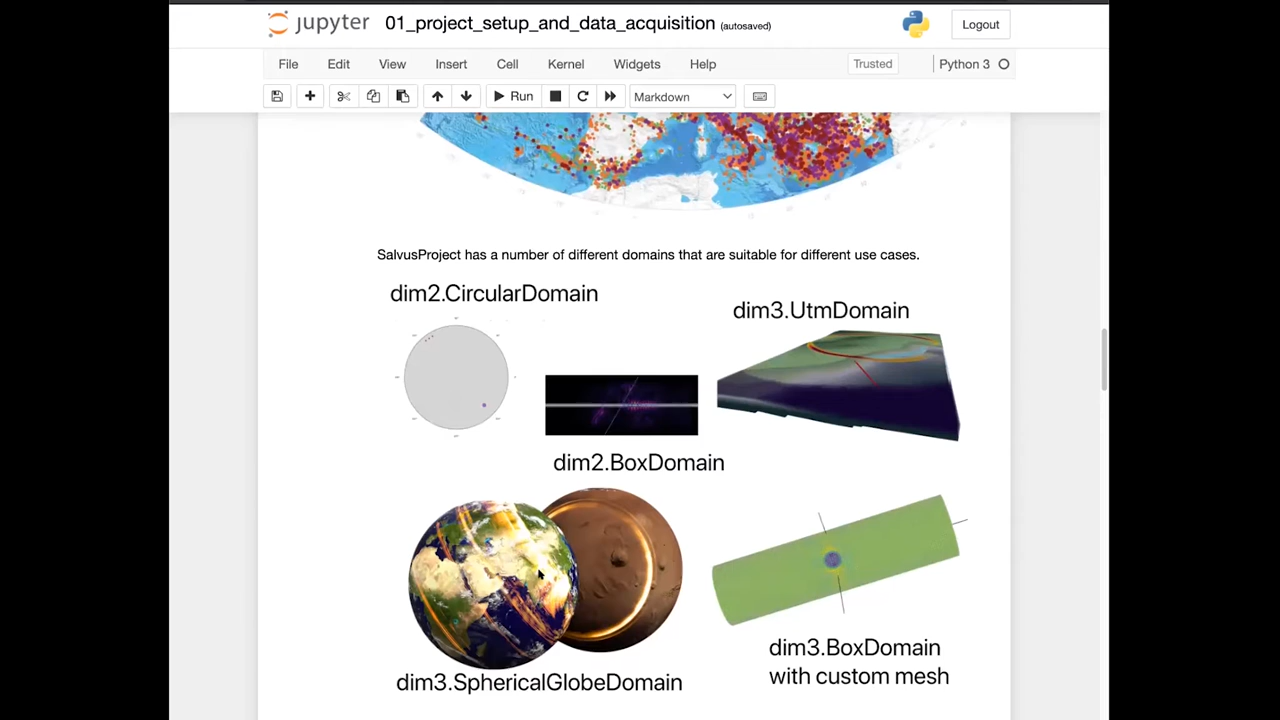 jupyter 01_project_setup_and_data_acquisition (autosaved) Logout
File Edit View Insert Cell Kernel Widgets Help Trusted Python 3
Run Markdown
SalvusProject has a number of different domains that are suitable for different use cases.
dim2.CircularDomain
dim3.UtmDomain
dim2.BoxDomain
dim3.SphericalGlobeDomain
dim3.BoxDomain
with custom mesh